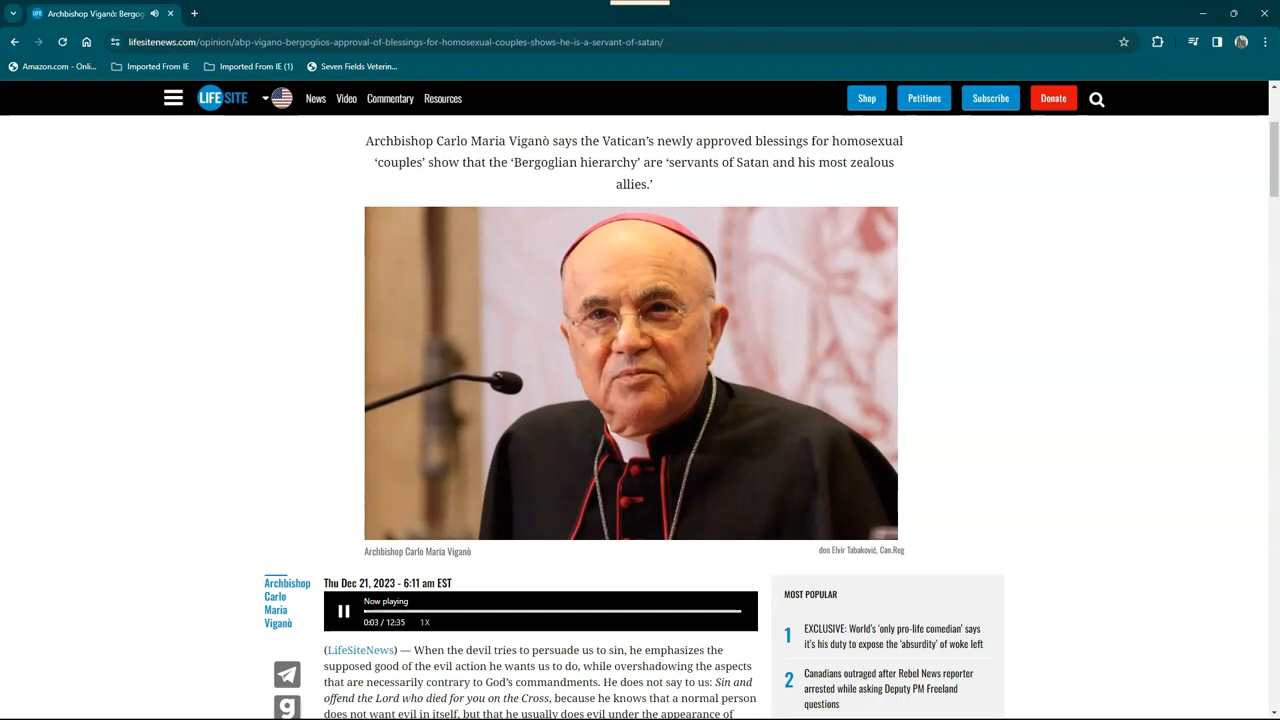 Archbishop Viganò: Bergog
lifesitenews.com/opinion/abp-vigano-bergoglios-approval-of-blessings-for-homosexual-couples-shows-he-is-a-servant-of-satan/
Amazon.com - Onli...
Imported From IE
Imported From IE (1)
Seven Fields Veterin...
LIFESITE
News
Video
Commentary
Resources
Shop
Petitions
Subscribe
Donate
Archbishop Carlo Maria Viganò says the Vatican’s newly approved blessings for homosexual
‘couples’ show that the ‘Bergoglian hierarchy’ are ‘servants of Satan and his most zealous
allies.’
Archbishop Carlo Maria Viganò
don Elvir Tabaković, Can.Reg
Archbishop
Carlo
Maria
Viganò
Thu Dec 21, 2023 - 6:11 am EST
Now playing
0:03 / 12:35 1X
(LifeSiteNews) — When the devil tries to persuade us to sin, he emphasizes the
supposed good of the evil action he wants us to do, while overshadowing the aspects
that are necessarily contrary to God’s commandments. He does not say to us: Sin and
offend the Lord who died for you on the Cross, because he knows that a normal person
does not want evil in itself, but that he usually does evil under the appearance of
MOST POPULAR
1 EXCLUSIVE: World’s ‘only pro-life comedian’ says
it’s his duty to expose the ‘absurdity’ of woke left
2 Canadians outraged after Rebel News reporter
arrested while asking Deputy PM Freeland
questions